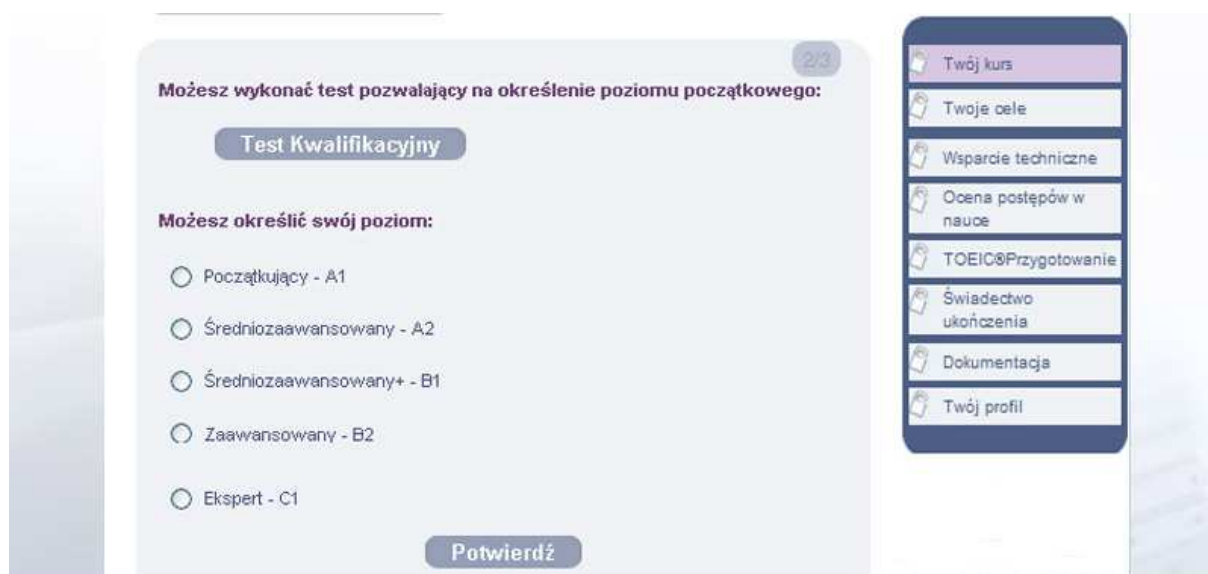 2/3
Możesz wykonać test pozwalający na określenie poziomu początkowego:
Test Kwalifikacyjny
Możesz określić swój poziom:
Początkujący - A1
Średniozaawansowany - A2
Średniozaawansowany+ - B1
Zaawansowany - B2
Ekspert - C1
Potwierdź
Twój kurs
Twoje cele
Wsparcie techniczne
Ocena postępów w
nauce
TOEIC®Przygotowanie
Świadectwo
ukończenia
Dokumentacja
Twój profil